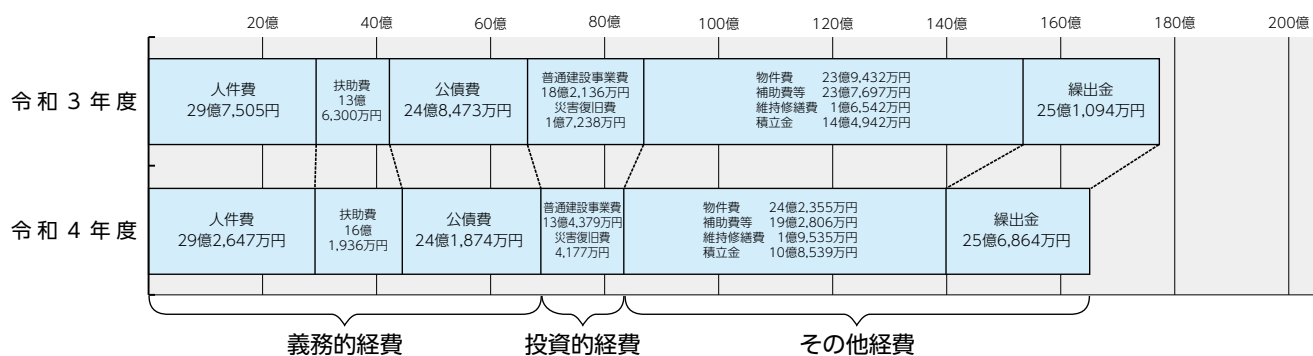 20億 40億 60億 80億 100億 120億 140億 160億 180億 200億
令和3年度
人件費
29億7,505円
扶助費
13億
6,300万円
公債費
24億8,473万円
普通建設事業費
18億2,136万円
災害復旧費
1億7,238万円
物件費 23億9,432万円
補助費等 23億7,697万円
維持修繕費 1億6,542万円
積立金 14億4,942万円
繰出金
25億1,094万円
令和4年度
人件費
29億2,647万円
扶助費
16億
1,936万円
公債費
24億1,874万円
普通建設事業費
13億4,379万円
災害復旧費
4,177万円
物件費 24億2,355万円
補助費等 19億2,806万円
維持修繕費 1億9,535万円
積立金 10億8,539万円
繰出金
25億6,864万円
義務的経費 投資的経費 その他経費